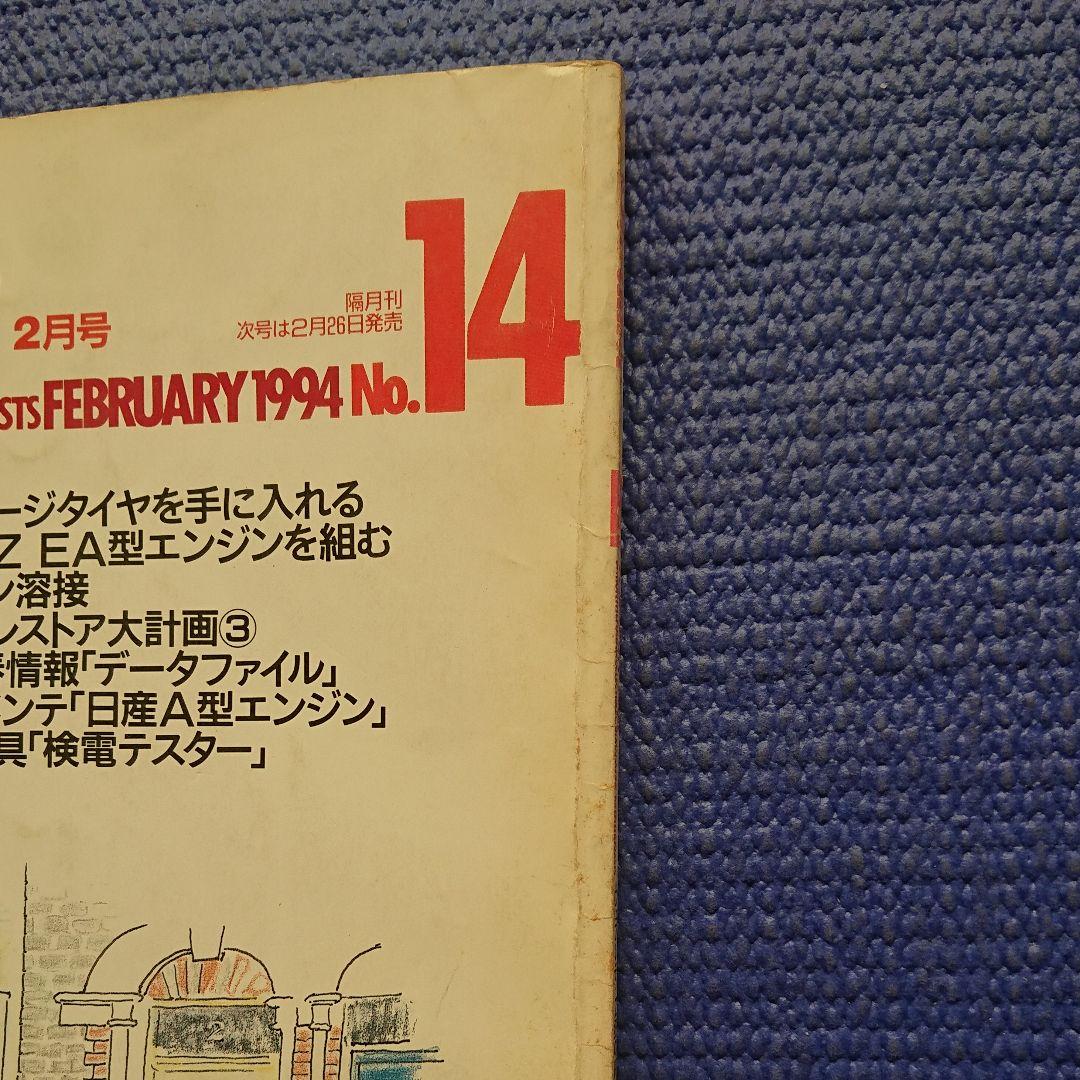 隔月刊
2月号
次号は2月26日発売
STSFEBRUARY 1994 No.14
ージタイヤを手に入れる
Z EA型エンジンを組む
ン溶接
レストア大計画③
情報「データファイル」
メンテ「日産A型エンジン」
具「検電テスター」
2